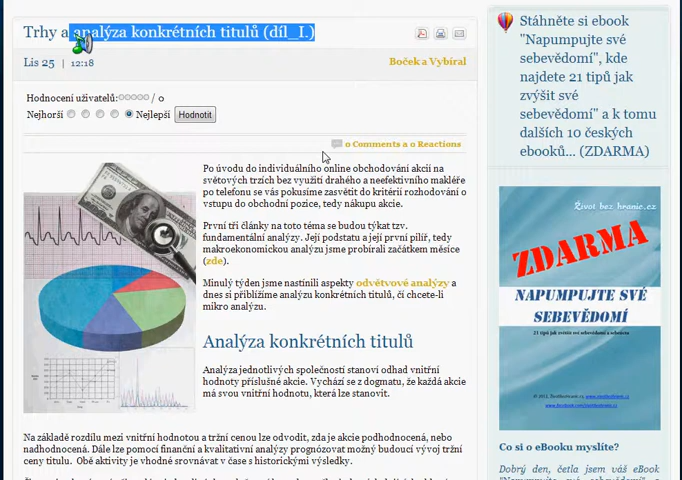 Trhy a analýza konkrétních titulů (díl_I.)
Lis 25 | 12:18
Boček a Vybíral
Hodnocení uživatelů: / 0
Nejhorší Nejlepší Hodnotit
0 Comments a 0 Reactions
Po úvodu do individuálního online obchodování akcií na
světových trzích bez využití drahého a neefektivního makléře
po telefonu se vás pokusíme zasvětit do kritérií rozhodování o
vstupu do obchodní pozice, tedy nákupu akcie.
První tři články na toto téma se budou týkat tzv.
fundamentální analýzy. Její podstatu a její první pilíř, tedy
makroekonomickou analýzu jsme probírali začátkem měsíce
(zde).
Minulý týden jsme nastínili aspekty odvětvové analýzy a
dnes si přiblížíme analýzu konkrétních titulů, čí chcete-li
mikro analýzu.
Analýza konkrétních titulů
Analýza jednotlivých společností stanoví odhad vnitřní
hodnoty příslušné akcie. Vychází se z dogmatu, že každá akcie
má svou vnitřní hodnotu, která lze stanovit.
Na základě rozdílu mezi vnitřní hodnotou a tržní cenou lze odvodit, zda je akcie podhodnocená, nebo
nadhodnocená. Dále lze pomocí finanční a kvalitativní analýzy prognózovat možný budoucí vývoj tržní
ceny titulu. Obě aktivity je vhodné srovnávat v čase s historickými výsledky.
Stáhněte si ebook
"Napumpujte své
sebevědomí", kde
najdete 21 tipů jak
zvýšit své
sebevědomí" a k tomu
dalších 10 českých
ebooků... (ZDARMA)
Život bez hranic.cz
ZDARMA
NAPUMPUJTE SVÉ
SEBEVĚDOMÍ
Co si o eBooku myslíte?
Dobrý den, četla jsem váš eBook